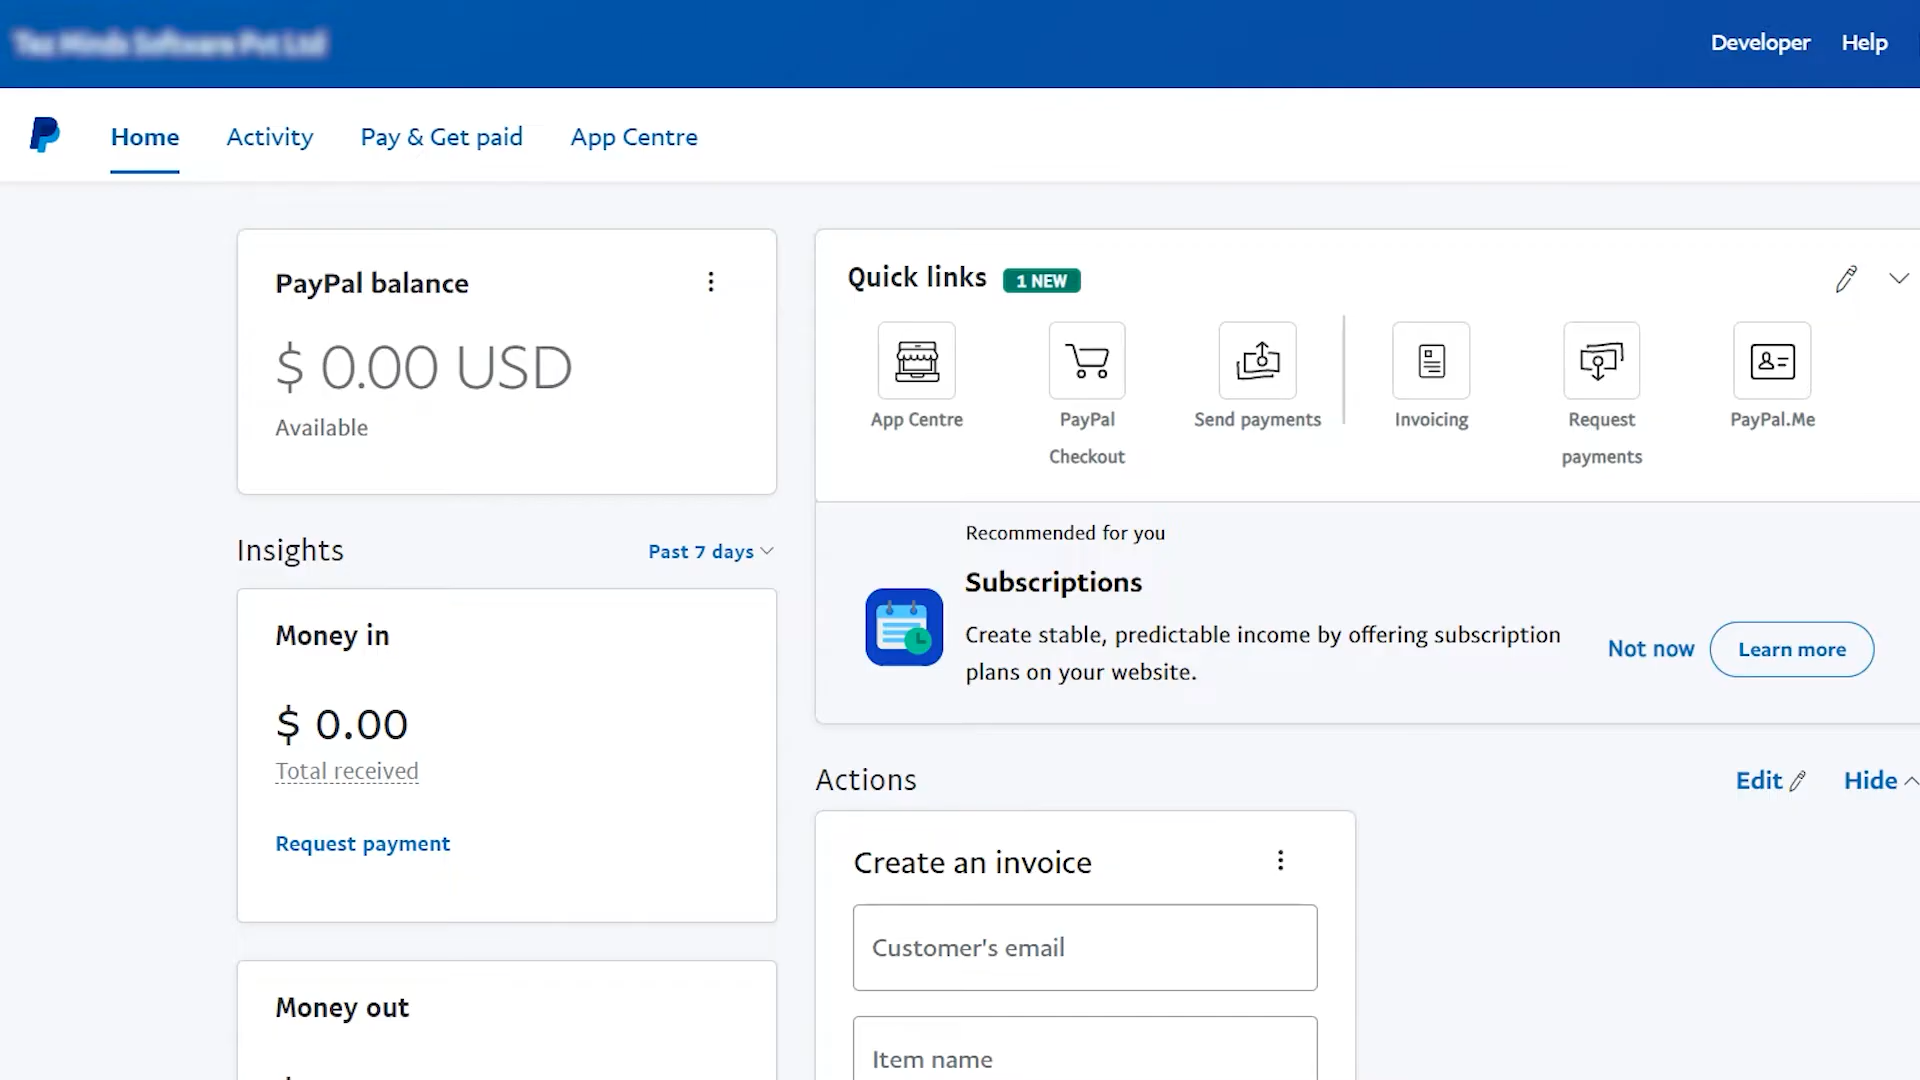 Developer
Help
Home
Activity
Pay & Get paid
App Centre
PayPal balance
$ 0.00 USD
Available
Insights
Past 7 days
Money in
$ 0.00
Total received
Request payment
Money out
Quick links
1 NEW
App Centre
PayPal
Checkout
Send payments
Invoicing
Request
payments
PayPal.Me
Recommended for you
Subscriptions
Create stable, predictable income by offering subscription
plans on your website.
Not now
Learn more
Actions
Edit
Hide
Create an invoice
Customer's email
Item name